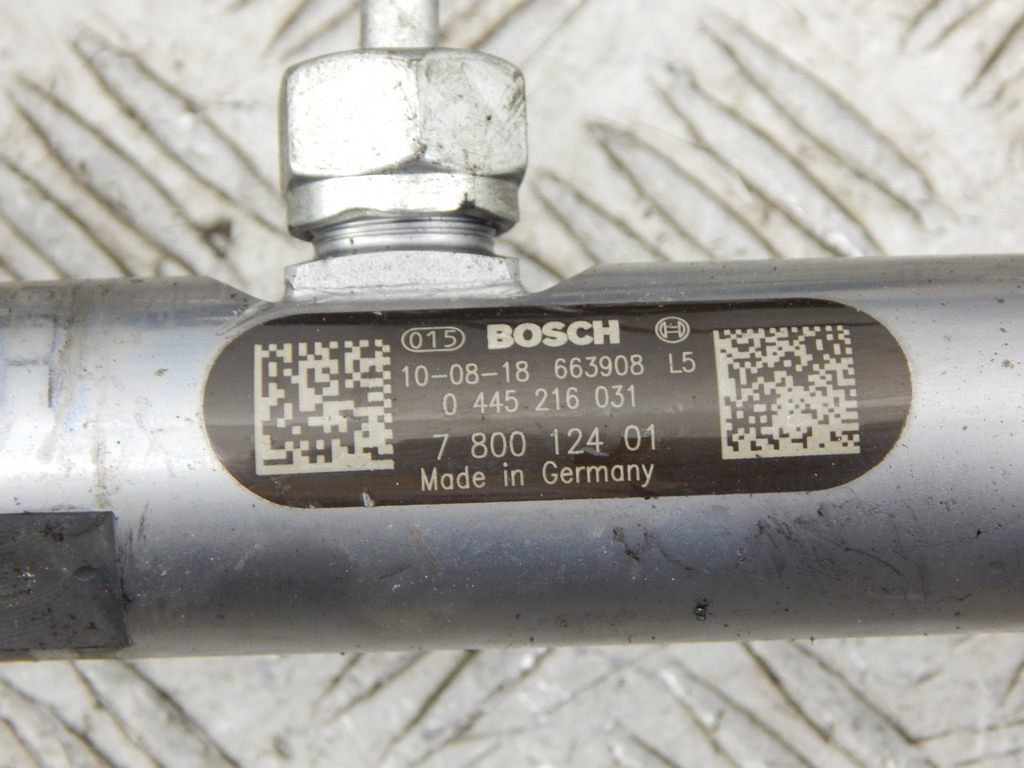 015 BOSCH
10-08-18 663908 L5
0 445 216 031
7 800 124 01
Made in Germany